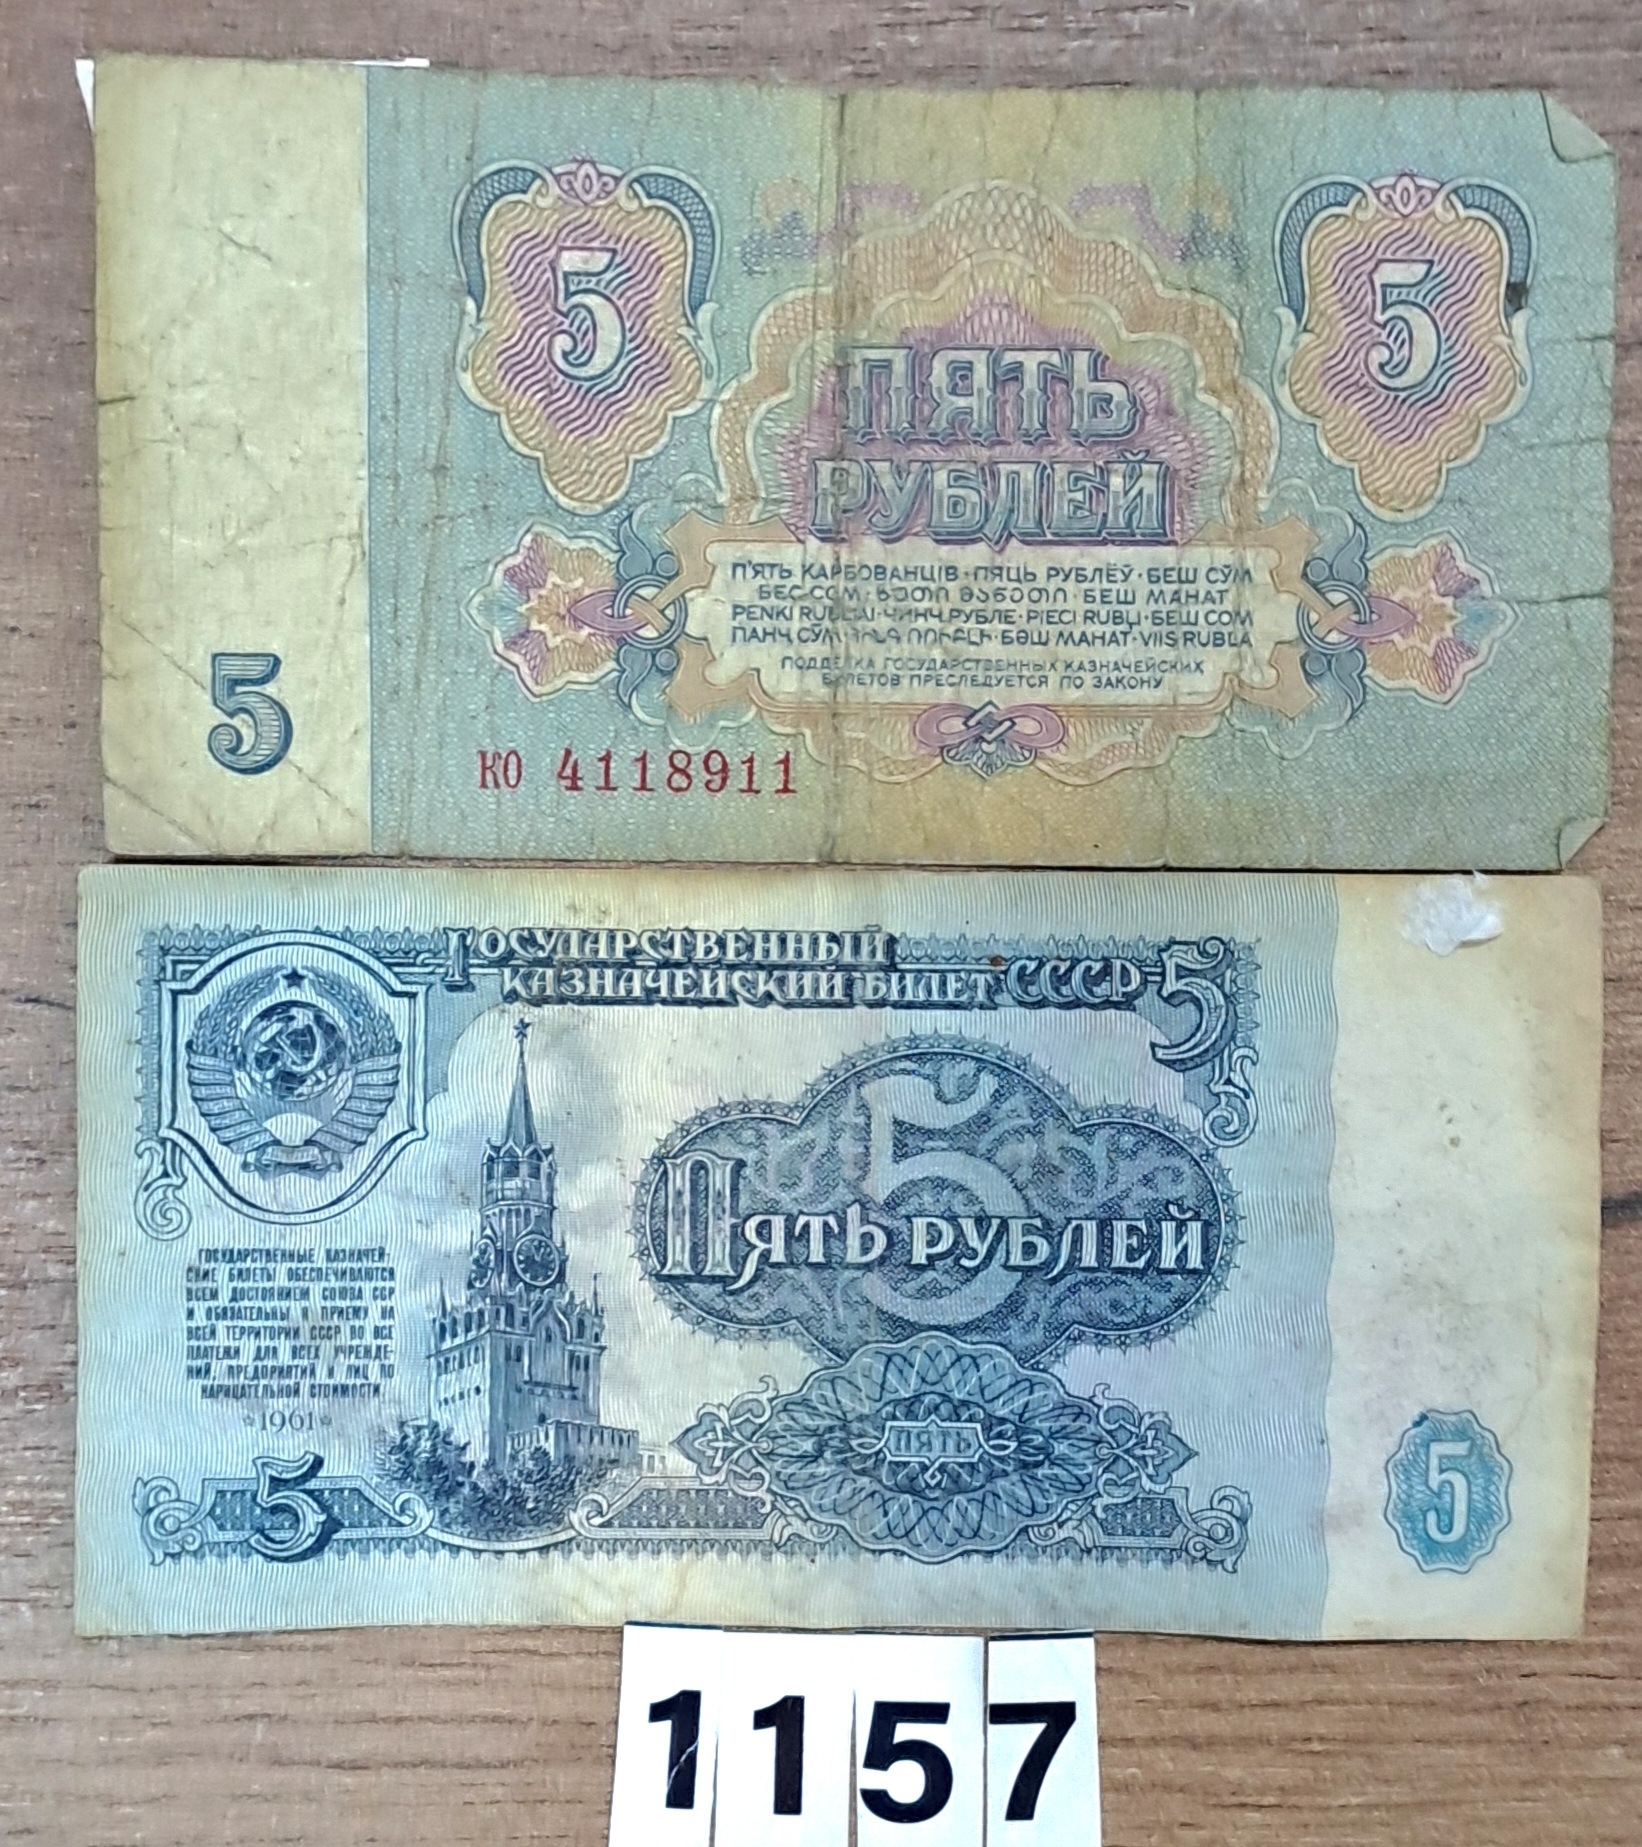 5
5
ПЯТЬ
РУБЛЕЙ
П'ЯТЬ КАРБОВАНЦІВ·ПЯЦЬ РУБЛЁЎ·БЕШ СЎМ
БЕС СОМ·ხუთი მანეთი·БЕШ МАНАТ
PENKI RUBLIAI·ЧИНЧ РУБЛЕ·PIECI RUBĻI·БЕШ СОМ
ПАНҶ СӮМ·ՀԻՆԳ ՌՈՒԲԼԻ·БӘШ МАНАТ·VIIS RUBLA
ПОДДЕЛКА ГОСУДАРСТВЕННЫХ КАЗНАЧЕЙСКИХ
БИЛЕТОВ ПРЕСЛЕДУЕТСЯ ПО ЗАКОНУ
5
КО 4118911
ГОСУДАРСТВЕННЫЙ
КАЗНАЧЕЙСКИЙ БИЛЕТ СССР
5
5
5
ПЯТЬ РУБЛЕЙ
ГОСУДАРСТВЕННЫЕ КАЗНАЧЕЙ-
СКИЕ БИЛЕТЫ ОБЕСПЕЧИВАЮТСЯ
ВСЕМ ДОСТОЯНИЕМ СОЮЗА ССР
И ОБЯЗАТЕЛЬНЫ К ПРИЕМУ НА
ВСЕЙ ТЕРРИТОРИИ СССР ВО ВСЕ
ПЛАТЕЖИ ДЛЯ ВСЕХ УЧРЕЖДЕ-
НИЙ, ПРЕДПРИЯТИЙ И ЛИЦ ПО
НАРИЦАТЕЛЬНОЙ СТОИМОСТИ.
1961
ПЯТЬ
5
5
1157